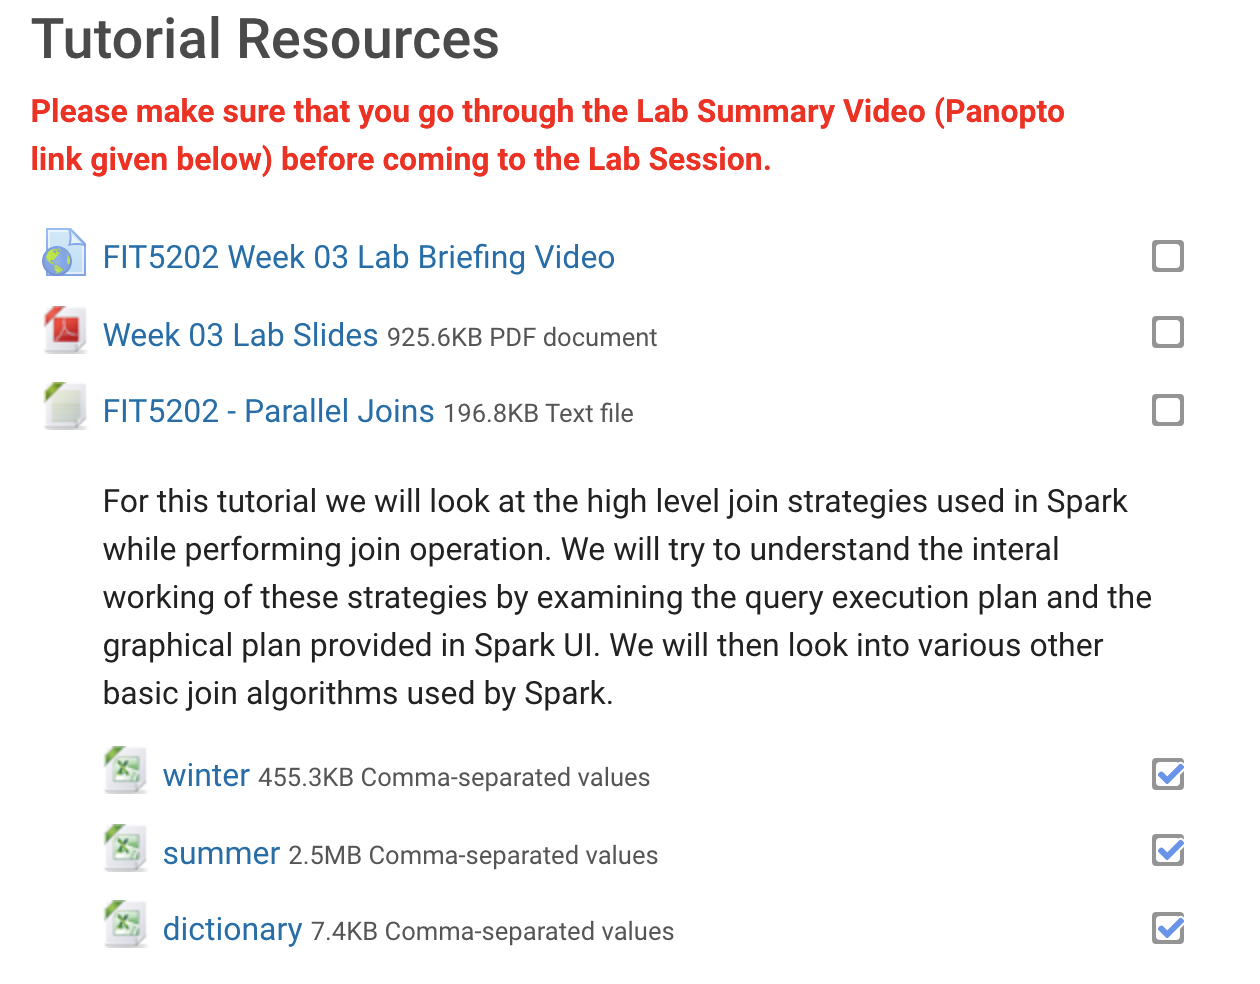 Tutorial Resources
Please make sure that you go through the Lab Summary Video (Panopto
link given below) before coming to the Lab Session.
FIT5202 Week 03 Lab Briefing Video
Week 03 Lab Slides 925.6KB PDF document
FIT5202 - Parallel Joins 196.8KB Text file
For this tutorial we will look at the high level join strategies used in Spark
while performing join operation. We will try to understand the interal
working of these strategies by examining the query execution plan and the
graphical plan provided in Spark UI. We will then look into various other
basic join algorithms used by Spark.
winter 455.3KB Comma-separated values
summer 2.5MB Comma-separated values
dictionary 7.4KB Comma-separated values